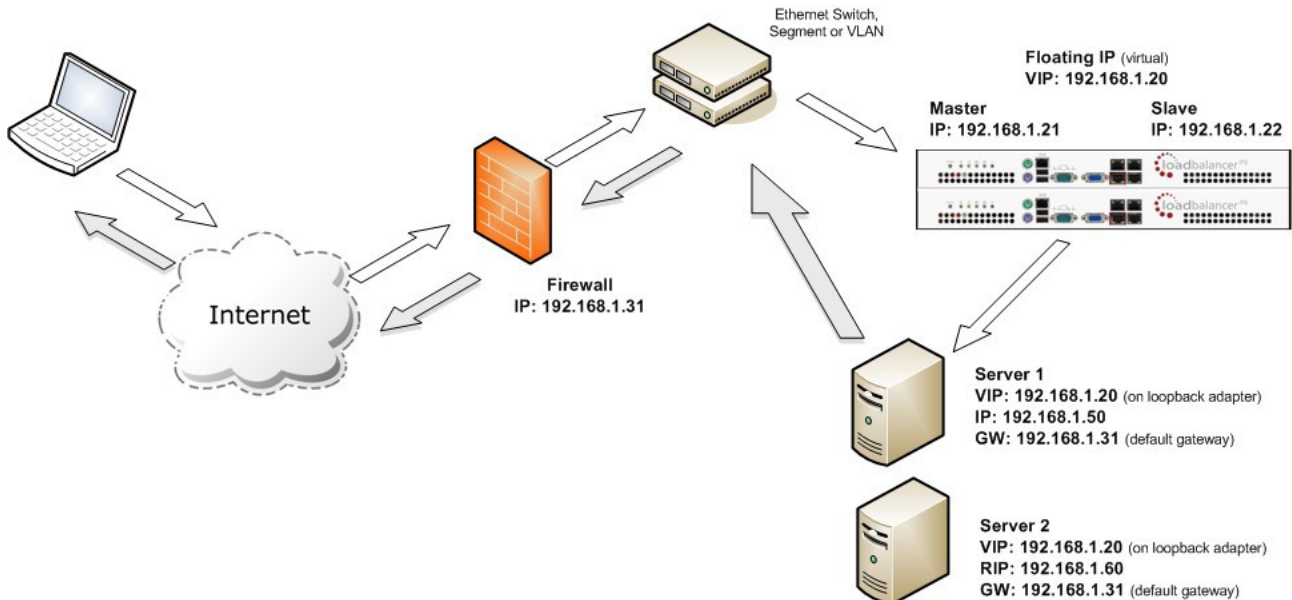 Ethernet Switch,
Segment or VLAN
Floating IP (virtual)
VIP: 192.168.1.20
Master
IP: 192.168.1.21
Slave
IP: 192.168.1.22
loadbalancer.org
loadbalancer.org
Internet
Firewall
IP: 192.168.1.31
Server 1
VIP: 192.168.1.20 (on loopback adapter)
IP: 192.168.1.50
GW: 192.168.1.31 (default gateway)
Server 2
VIP: 192.168.1.20 (on loopback adapter)
RIP: 192.168.1.60
GW: 192.168.1.31 (default gateway)